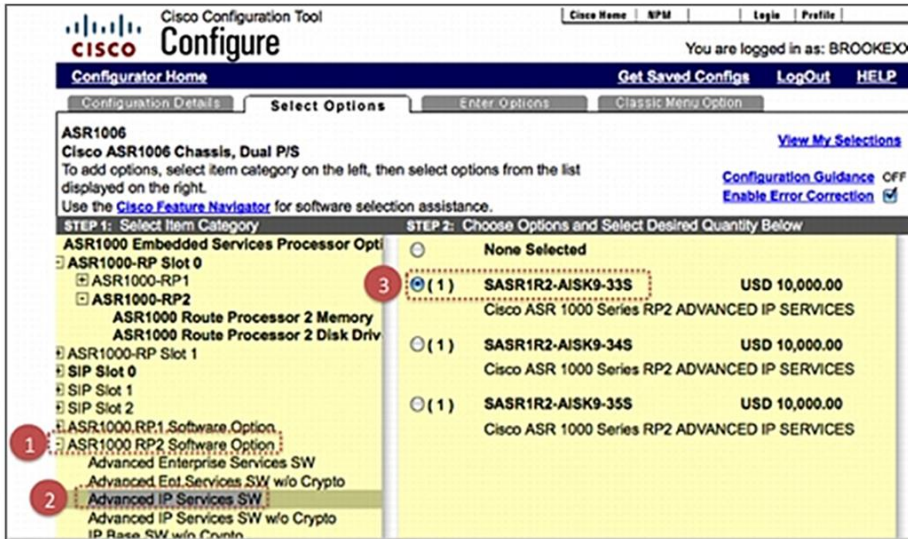 Cisco Configuration Tool
Cisco Home | NPM | Login | Profile |
CISCO Configure
You are logged in as: BROOKEXX
Configurator Home Get Saved Configs LogOut HELP
Configuration Details Select Options Enter Options Classic Menu Option
ASR1006
Cisco ASR1006 Chassis, Dual P/S
View My Selections
To add options, select item category on the left, then select options from the list
displayed on the right.
Configuration Guidance OFF
Use the Cisco Feature Navigator for software selection assistance.
Enable Error Correction
STEP 1: Select Item Category
ASR1000 Embedded Services Processor Opti
ASR1000-RP Slot 0
ASR1000-RP1
ASR1000-RP2
ASR1000 Route Processor 2 Memory
ASR1000 Route Processor 2 Disk Driv
ASR1000-RP Slot 1
SIP Slot 0
SIP Slot 1
SIP Slot 2
ASR1000 RP1 Software Option
1 ASR1000 RP2 Software Option
Advanced Enterprise Services SW
Advanced Ent Services SW w/o Crypto
2 Advanced IP Services SW
Advanced IP Services SW w/o Crypto
IP Base SW w/o Crypto
STEP 2: Choose Options and Select Desired Quantity Below
None Selected
3 (1) SASR1R2-AISK9-33S USD 10,000.00
Cisco ASR 1000 Series RP2 ADVANCED IP SERVICES
(1) SASR1R2-AISK9-34S USD 10,000.00
Cisco ASR 1000 Series RP2 ADVANCED IP SERVICES
(1) SASR1R2-AISK9-35S USD 10,000.00
Cisco ASR 1000 Series RP2 ADVANCED IP SERVICES